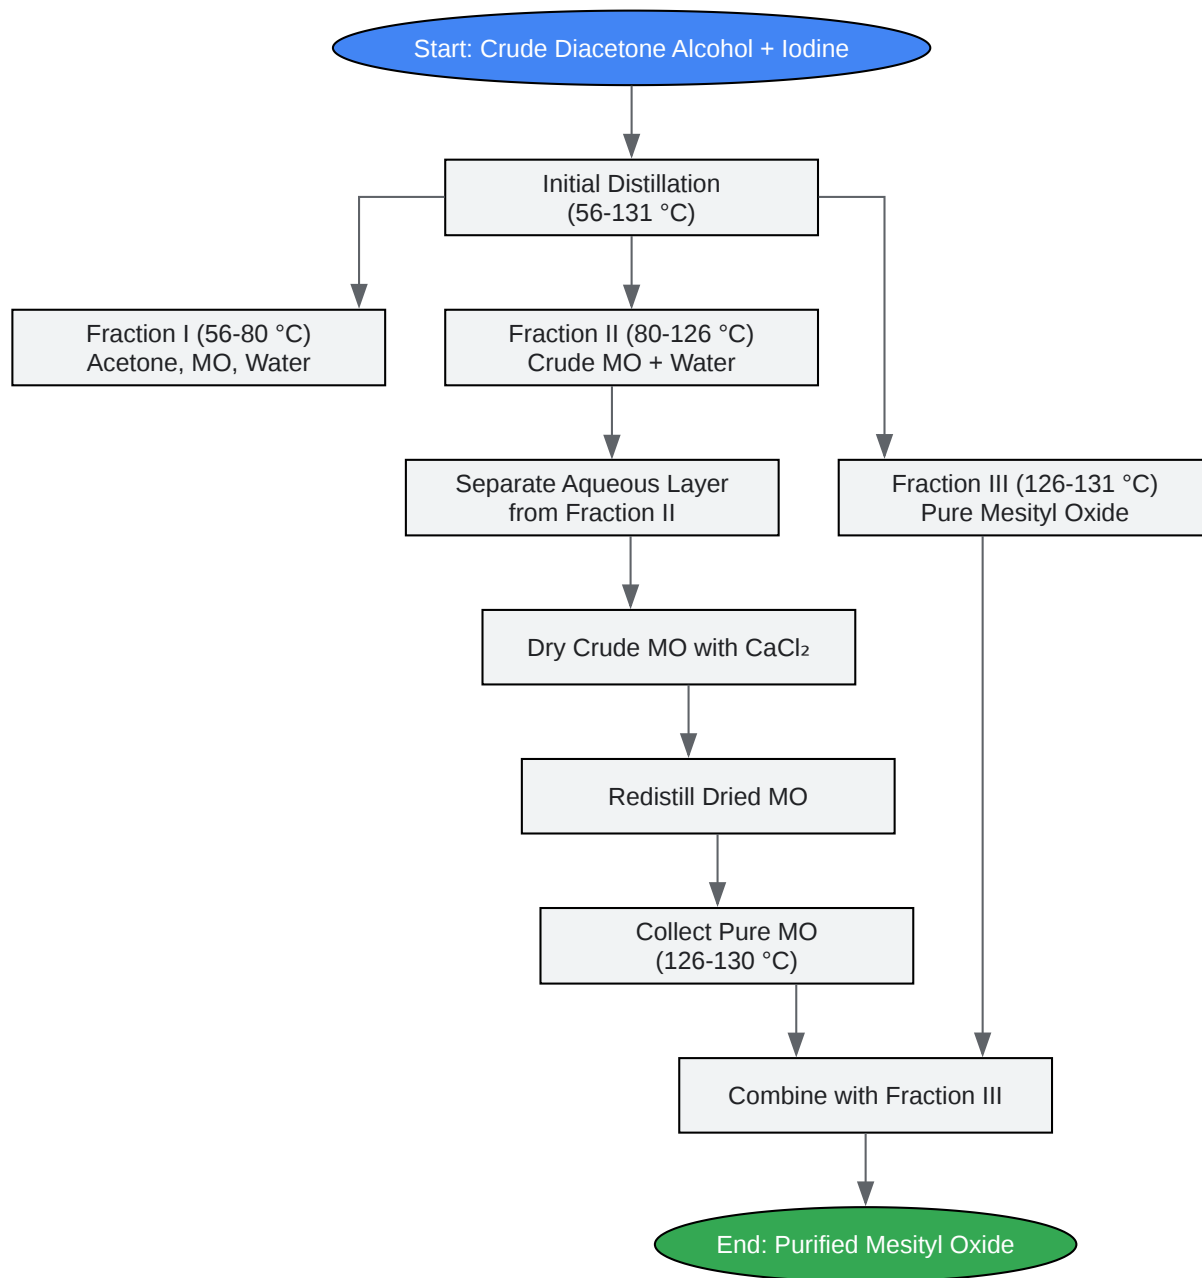 Start: Crude Diacetone Alcohol + Iodine
Initial Distillation
(56-131 °C)
Fraction I (56-80 °C)
Acetone, MO, Water
Fraction II (80-126 °C)
Crude MO + Water
Separate Aqueous Layer
from Fraction II
Fraction III (126-131 °C)
Pure Mesityl Oxide
Dry Crude MO with CaCl₂
Redistill Dried MO
Collect Pure MO
(126-130 °C)
Combine with Fraction III
End: Purified Mesityl Oxide